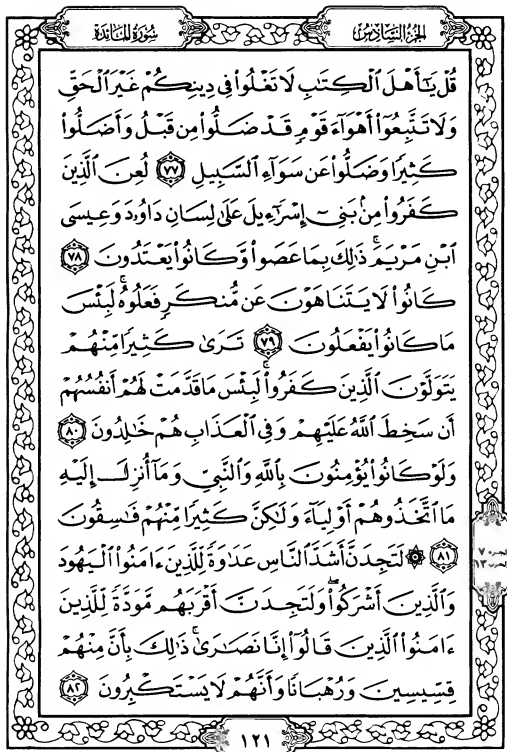 الجزء السادس
سورة المائدة
قُلْ يَٰٓأَهْلَ ٱلْكِتَٰبِ لَا تَغْلُوا۟ فِى دِينِكُمْ غَيْرَ ٱلْحَقِّ
وَلَا تَتَّبِعُوٓا۟ أَهْوَآءَ قَوْمٍ قَدْ ضَلُّوا۟ مِن قَبْلُ وَأَضَلُّوا۟
كَثِيرًا وَضَلُّوا۟ عَن سَوَآءِ ٱلسَّبِيلِ ٧٧ لُعِنَ ٱلَّذِينَ
كَفَرُوا۟ مِنۢ بَنِىٓ إِسْرَٰٓءِيلَ عَلَىٰ لِسَانِ دَاوُۥدَ وَعِيسَى
ٱبْنِ مَرْيَمَ ۚ ذَٰلِكَ بِمَا عَصَوا۟ وَّكَانُوا۟ يَعْتَدُونَ ٧٨
كَانُوا۟ لَا يَتَنَاهَوْنَ عَن مُّنكَرٍ فَعَلُوهُ ۚ لَبِئْسَ
مَا كَانُوا۟ يَفْعَلُونَ ٧٩ تَرَىٰ كَثِيرًا مِّنْهُمْ
يَتَوَلَّوْنَ ٱلَّذِينَ كَفَرُوا۟ ۚ لَبِئْسَ مَا قَدَّمَتْ لَهُمْ أَنفُسُهُمْ
أَن سَخِطَ ٱللَّهُ عَلَيْهِمْ وَفِى ٱلْعَذَابِ هُمْ خَٰلِدُونَ ٨٠
وَلَوْ كَانُوا۟ يُؤْمِنُونَ بِٱللَّهِ وَٱلنَّبِىِّ وَمَآ أُنزِلَ إِلَيْهِ
مَا ٱتَّخَذُوهُمْ أَوْلِيَآءَ وَلَٰكِنَّ كَثِيرًا مِّنْهُمْ فَٰسِقُونَ
٨١ ۞ لَتَجِدَنَّ أَشَدَّ ٱلنَّاسِ عَدَٰوَةً لِّلَّذِينَ ءَامَنُوا۟ ٱلْيَهُودَ
وَٱلَّذِينَ أَشْرَكُوا۟ ۖ وَلَتَجِدَنَّ أَقْرَبَهُم مَّوَدَّةً لِّلَّذِينَ
ءَامَنُوا۟ ٱلَّذِينَ قَالُوٓا۟ إِنَّا نَصَٰرَىٰ ۚ ذَٰلِكَ بِأَنَّ مِنْهُمْ
قِسِّيسِينَ وَرُهْبَانًا وَأَنَّهُمْ لَا يَسْتَكْبِرُونَ ٨٢
الجزء ٧
الحزب ١٣
١٢١